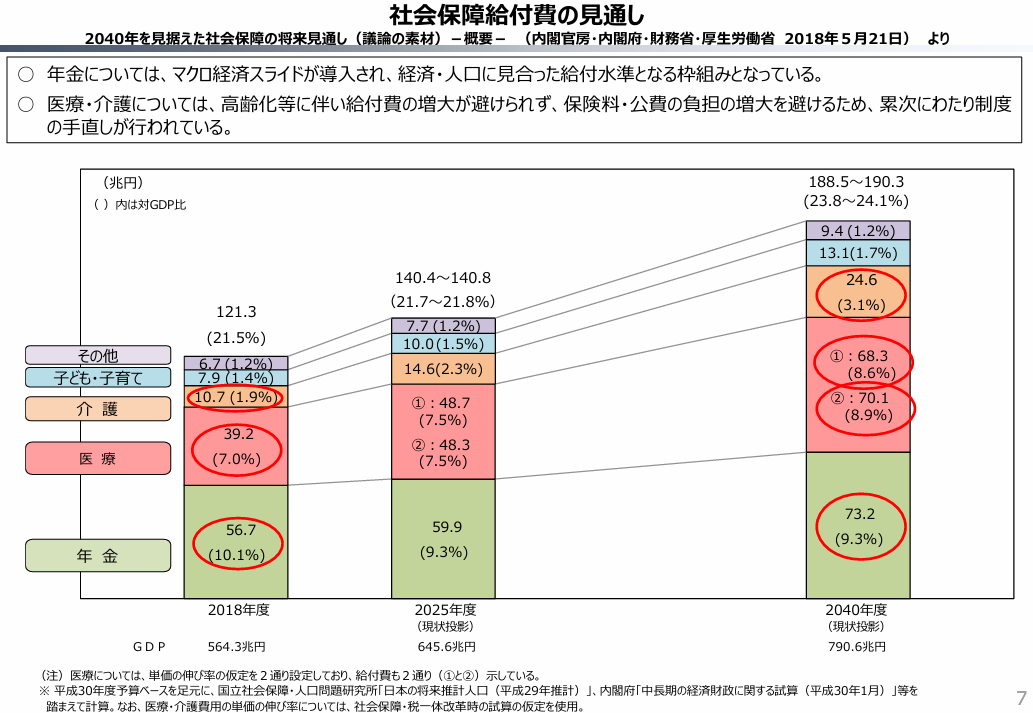 社会保障給付費の見通し
2040年を見据えた社会保障の将来見通し（議論の素材）－概要－　（内閣官房・内閣府・財務省・厚生労働省 2018年５月21日）　より
○　年金については、マクロ経済スライドが導入され、経済・人口に見合った給付水準となる枠組みとなっている。
○　医療・介護については、高齢化等に伴い給付費の増大が避けられず、保険料・公費の負担の増大を避けるため、累次にわたり制度
の手直しが行われている。
（兆円）
（ ）内は対GDP比
121.3
(21.5%)
140.4～140.8
（21.7～21.8%）
188.5～190.3
(23.8～24.1%)
その他
6.7 (1.2%)
7.7 (1.2%)
9.4 (1.2%)
子ども・子育て
7.9 (1.4%)
10.0 (1.5%)
13.1(1.7%)
介　護
10.7 (1.9%)
14.6(2.3%)
24.6
(3.1%)
医　療
39.2
(7.0%)
①：48.7
(7.5%)
②：48.3
(7.5%)
①：68.3
(8.6%)
②：70.1
(8.9%)
年　金
56.7
(10.1%)
59.9
(9.3%)
73.2
(9.3%)
2018年度
2025年度
（現状投影）
2040年度
（現状投影）
ＧＤＰ　564.3兆円　645.6兆円　790.6兆円
（注）医療については、単価の伸び率の仮定を２通り設定しており、給付費も２通り（①と②）示している。
※ 平成30年度予算ベースを足元に、国立社会保障・人口問題研究所「日本の将来推計人口（平成29年推計）」、内閣府「中長期の経済財政に関する試算（平成30年1月）」等を
踏まえて計算。なお、医療・介護費用の単価の伸び率については、社会保障・税一体改革時の試算の仮定を使用。
7